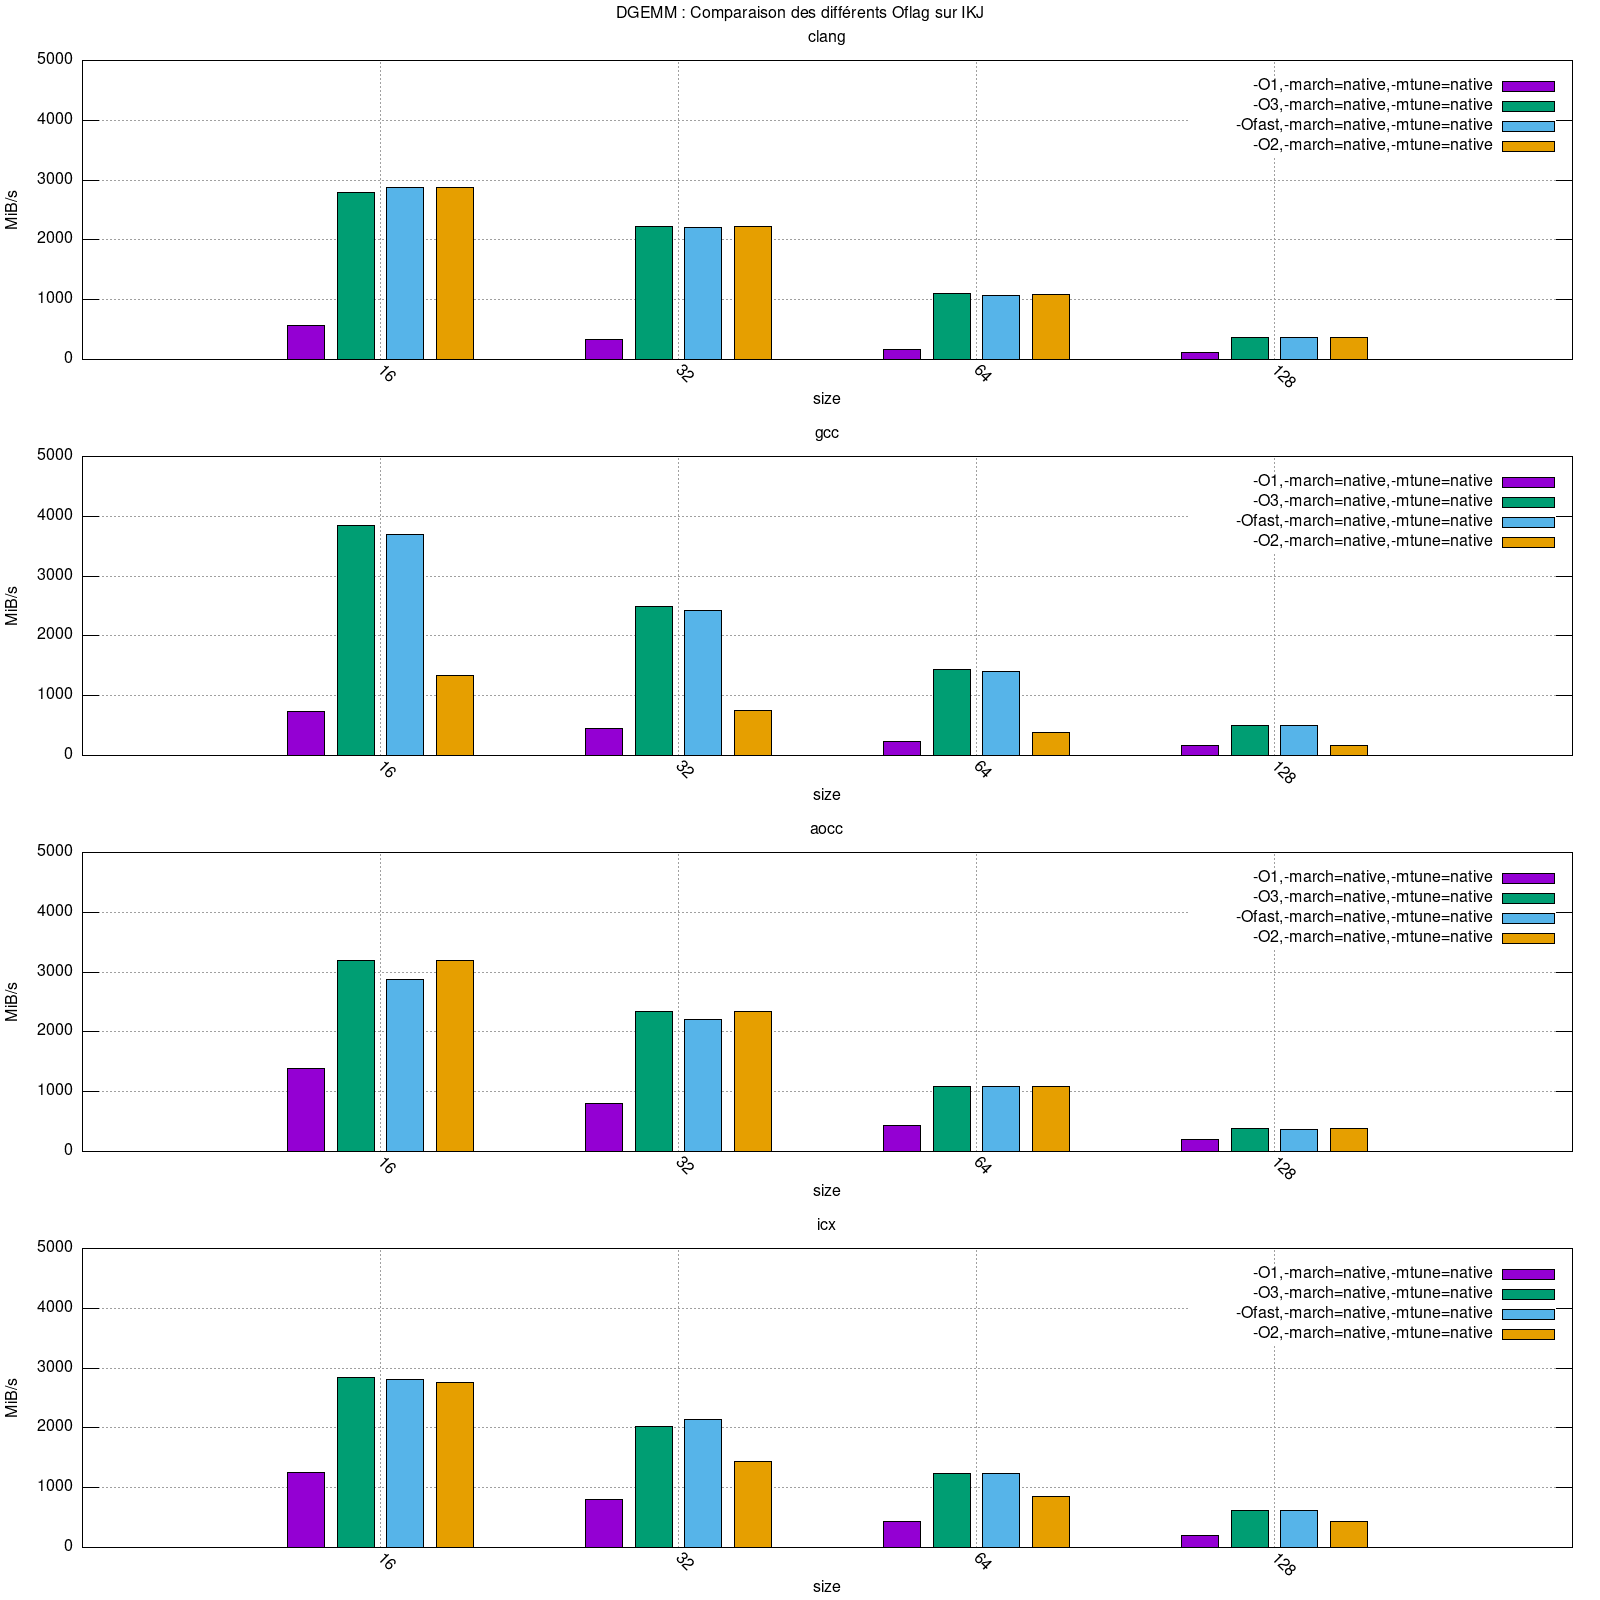 DGEMM : Comparaison des différents Oflag sur IKJ
clang
5000
4000
3000
2000
1000
0
MiB/s
-O1,-march=native,-mtune=native
-O3,-march=native,-mtune=native
-Ofast,-march=native,-mtune=native
-O2,-march=native,-mtune=native
16 32 64 128
size
gcc
5000
4000
3000
2000
1000
0
MiB/s
-O1,-march=native,-mtune=native
-O3,-march=native,-mtune=native
-Ofast,-march=native,-mtune=native
-O2,-march=native,-mtune=native
16 32 64 128
size
aocc
5000
4000
3000
2000
1000
0
MiB/s
-O1,-march=native,-mtune=native
-O3,-march=native,-mtune=native
-Ofast,-march=native,-mtune=native
-O2,-march=native,-mtune=native
16 32 64 128
size
icx
5000
4000
3000
2000
1000
0
MiB/s
-O1,-march=native,-mtune=native
-O3,-march=native,-mtune=native
-Ofast,-march=native,-mtune=native
-O2,-march=native,-mtune=native
16 32 64 128
size